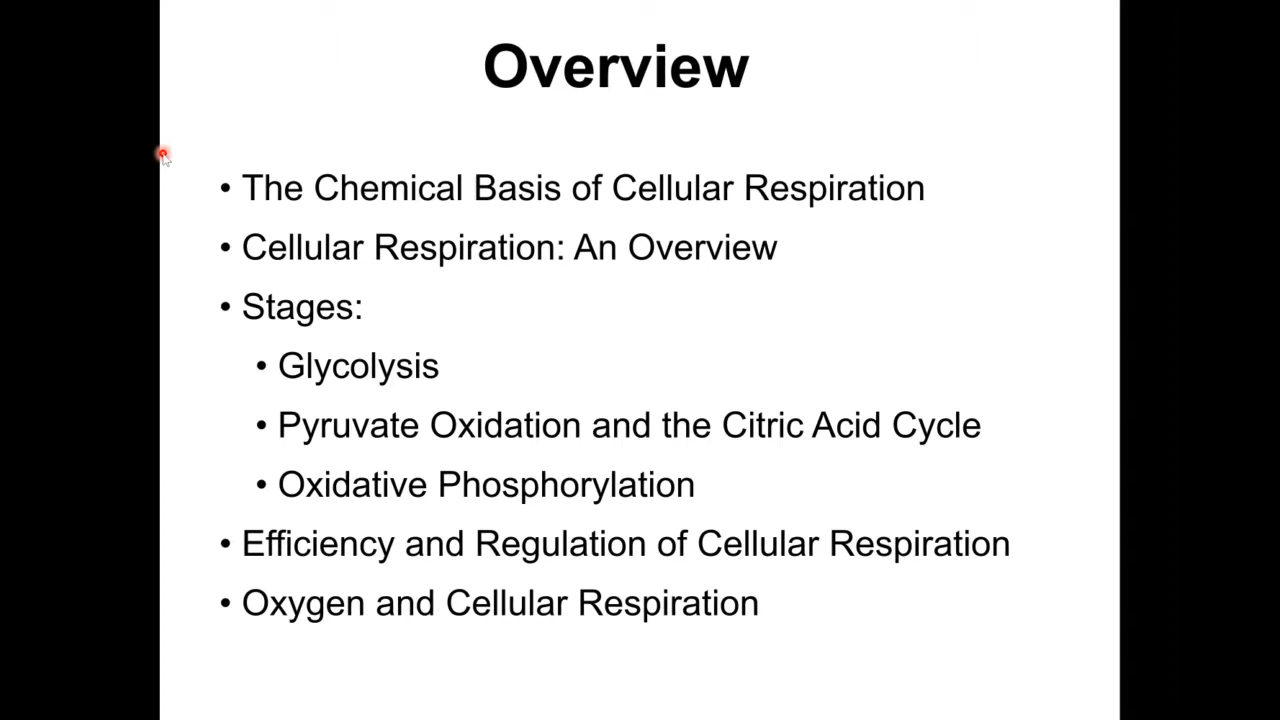 Overview
• The Chemical Basis of Cellular Respiration
• Cellular Respiration: An Overview
• Stages:
• Glycolysis
• Pyruvate Oxidation and the Citric Acid Cycle
• Oxidative Phosphorylation
• Efficiency and Regulation of Cellular Respiration
• Oxygen and Cellular Respiration